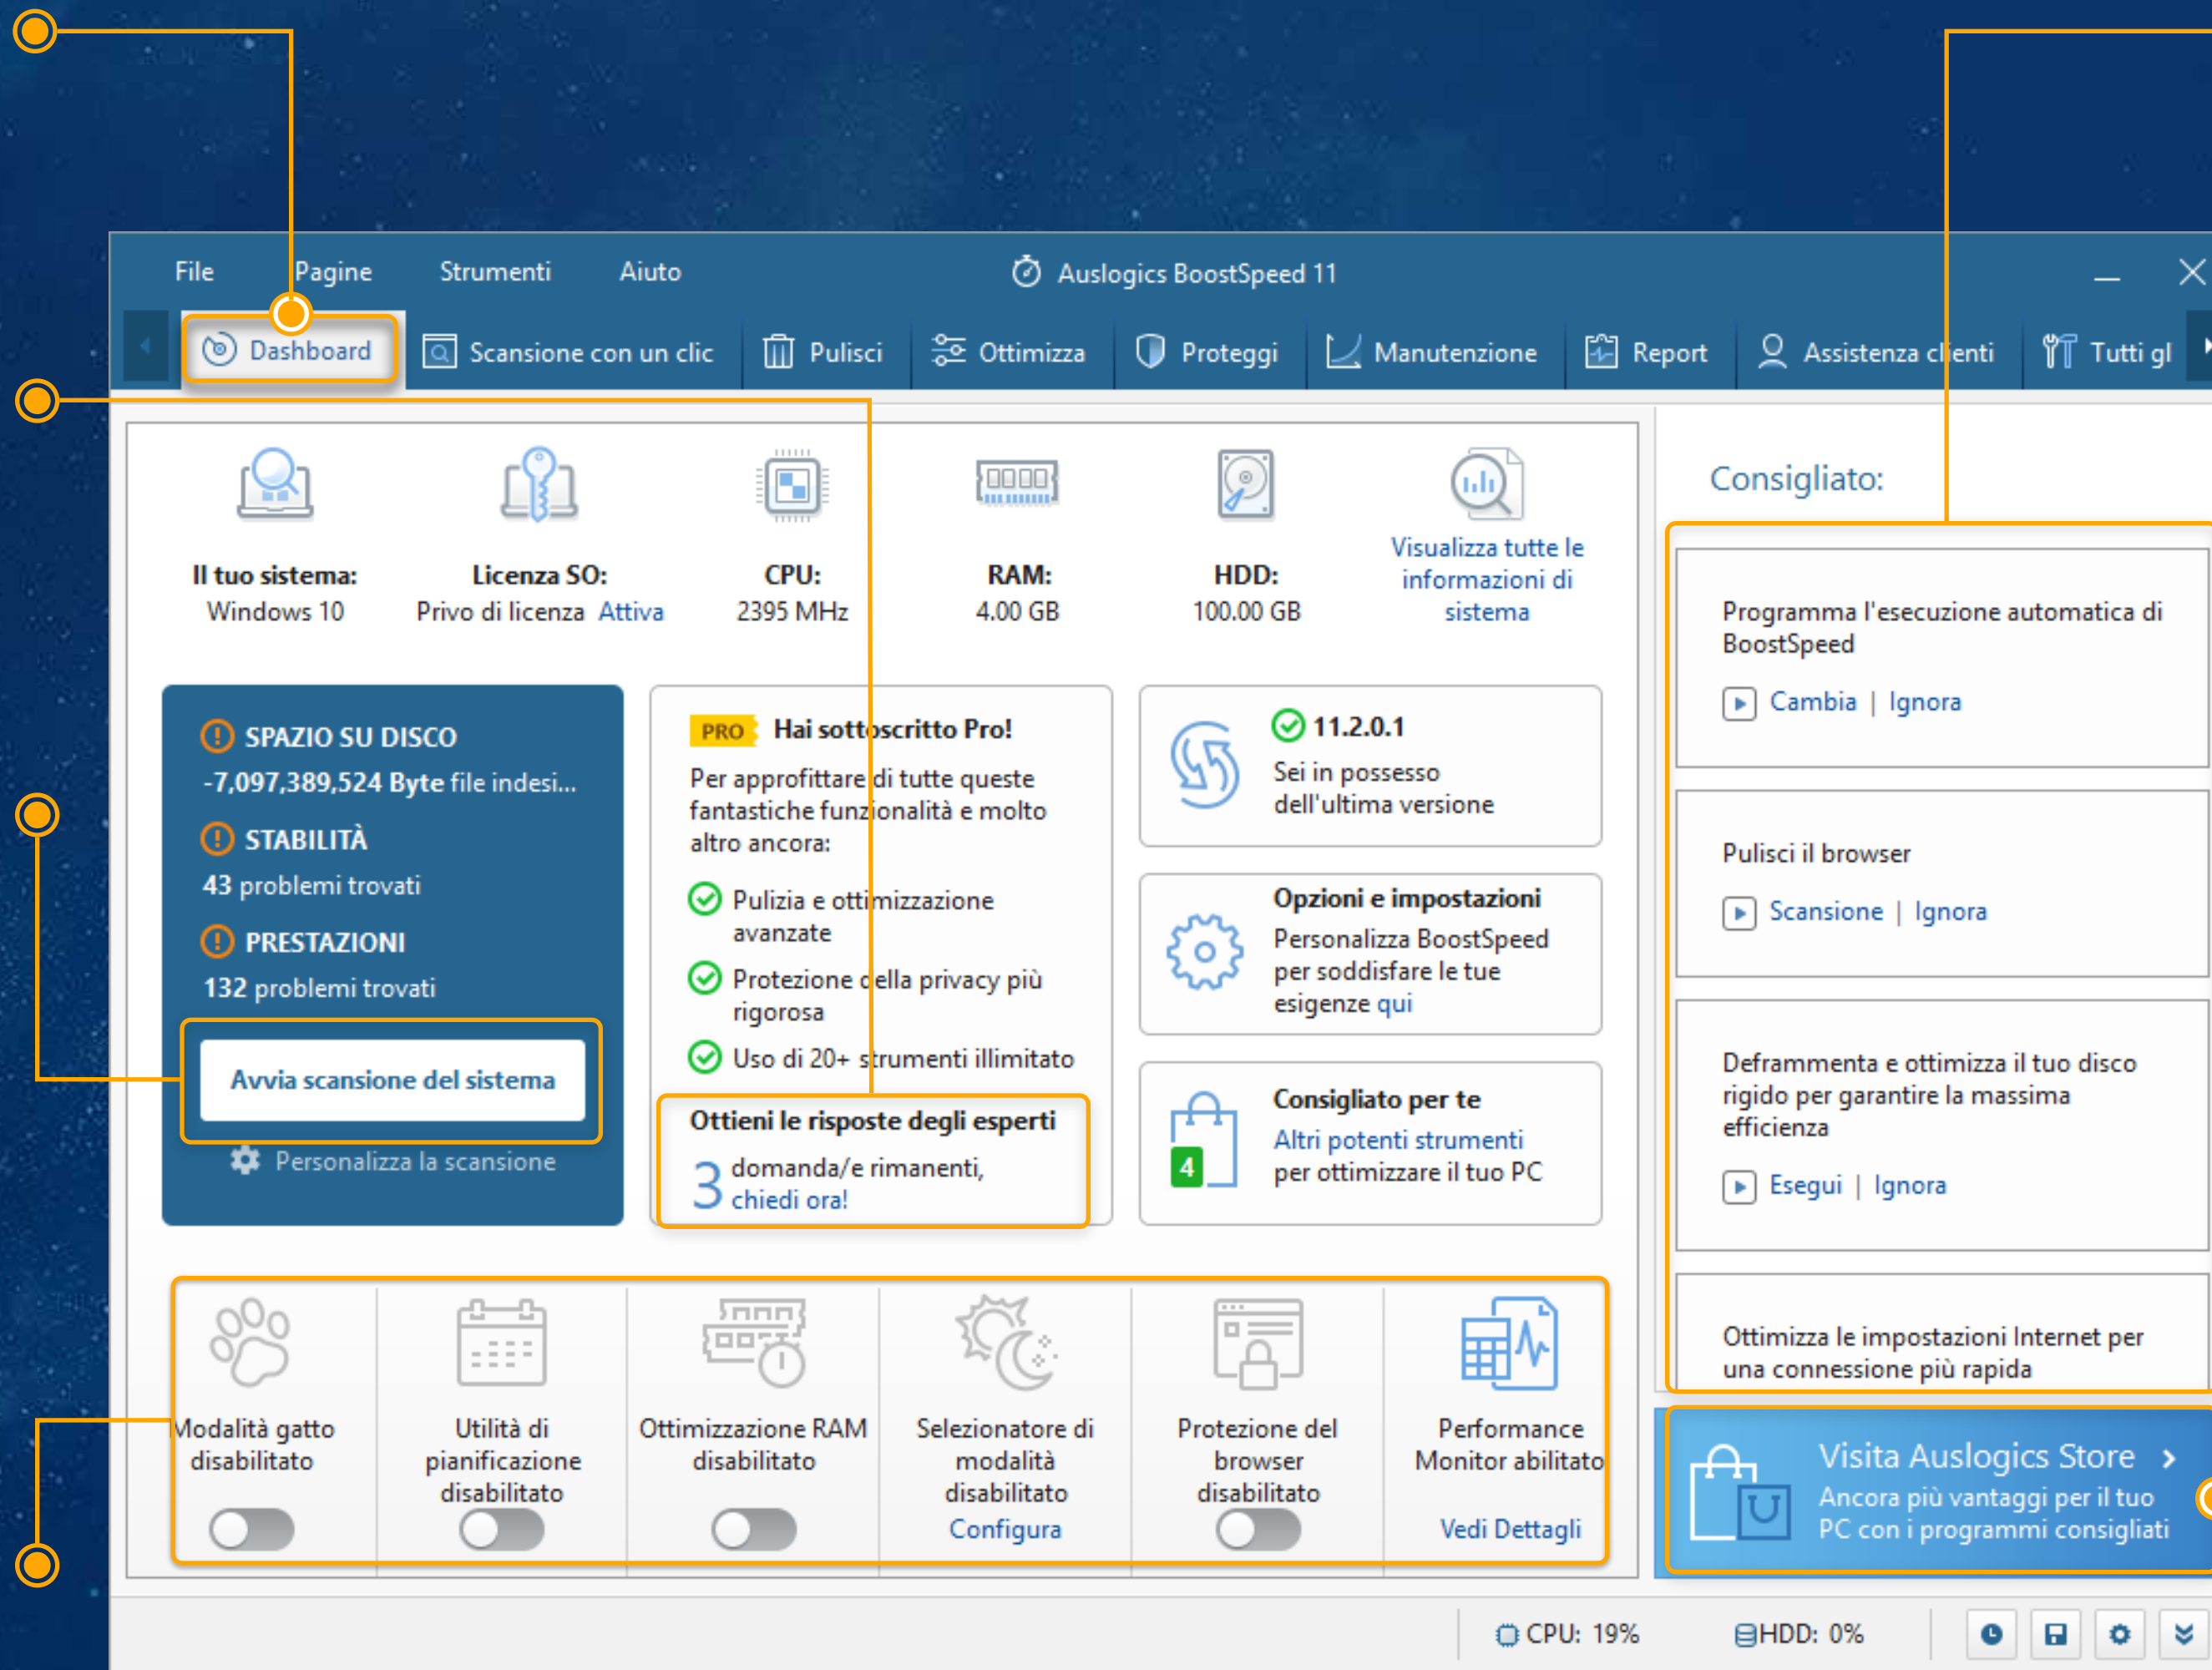 File Pagine Strumenti Aiuto Auslogics BoostSpeed 11
Dashboard Scansione con un clic Pulisci Ottimizza Proteggi Manutenzione Report Assistenza clienti Tutti gl
Il tuo sistema:
Windows 10
Licenza SO:
Privo di licenza Attiva
CPU:
2395 MHz
RAM:
4.00 GB
HDD:
100.00 GB
Visualizza tutte le
informazioni di
sistema
SPAZIO SU DISCO
-7,097,389,524 Byte file indesi...
STABILITÀ
43 problemi trovati
PRESTAZIONI
132 problemi trovati
Avvia scansione del sistema
Personalizza la scansione
PRO Hai sottoscritto Pro!
Per approfittare di tutte queste
fantastiche funzionalità e molto
altro ancora:
Pulizia e ottimizzazione
avanzate
Protezione della privacy più
rigorosa
Uso di 20+ strumenti illimitato
Ottieni le risposte degli esperti
3 domanda/e rimanenti,
chiedi ora!
11.2.0.1
Sei in possesso
dell'ultima versione
Opzioni e impostazioni
Personalizza BoostSpeed
per soddisfare le tue
esigenze qui
Consigliato per te
4
Altri potenti strumenti
per ottimizzare il tuo PC
Modalità gatto
disabilitato
Utilità di
pianificazione
disabilitato
Ottimizzazione RAM
disabilitato
Selezionatore di
modalità
disabilitato
Configura
Protezione del
browser
disabilitato
Performance
Monitor abilitato
Vedi Dettagli
Consigliato:
Programma l'esecuzione automatica di
BoostSpeed
Cambia | Ignora
Pulisci il browser
Scansione | Ignora
Deframmenta e ottimizza il tuo disco
rigido per garantire la massima
efficienza
Esegui | Ignora
Ottimizza le impostazioni Internet per
una connessione più rapida
Visita Auslogics Store >
Ancora più vantaggi per il tuo
PC con i programmi consigliati
CPU: 19% HDD: 0%